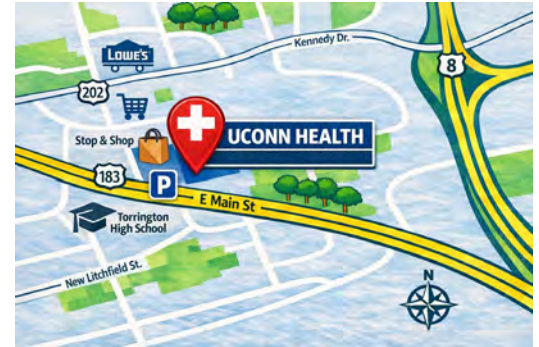 Kennedy Dr.
LOWE'S
8
202
Stop & Shop
UCONN HEALTH
183
P
E Main St
Torrington
High School
New Litchfield St.
N